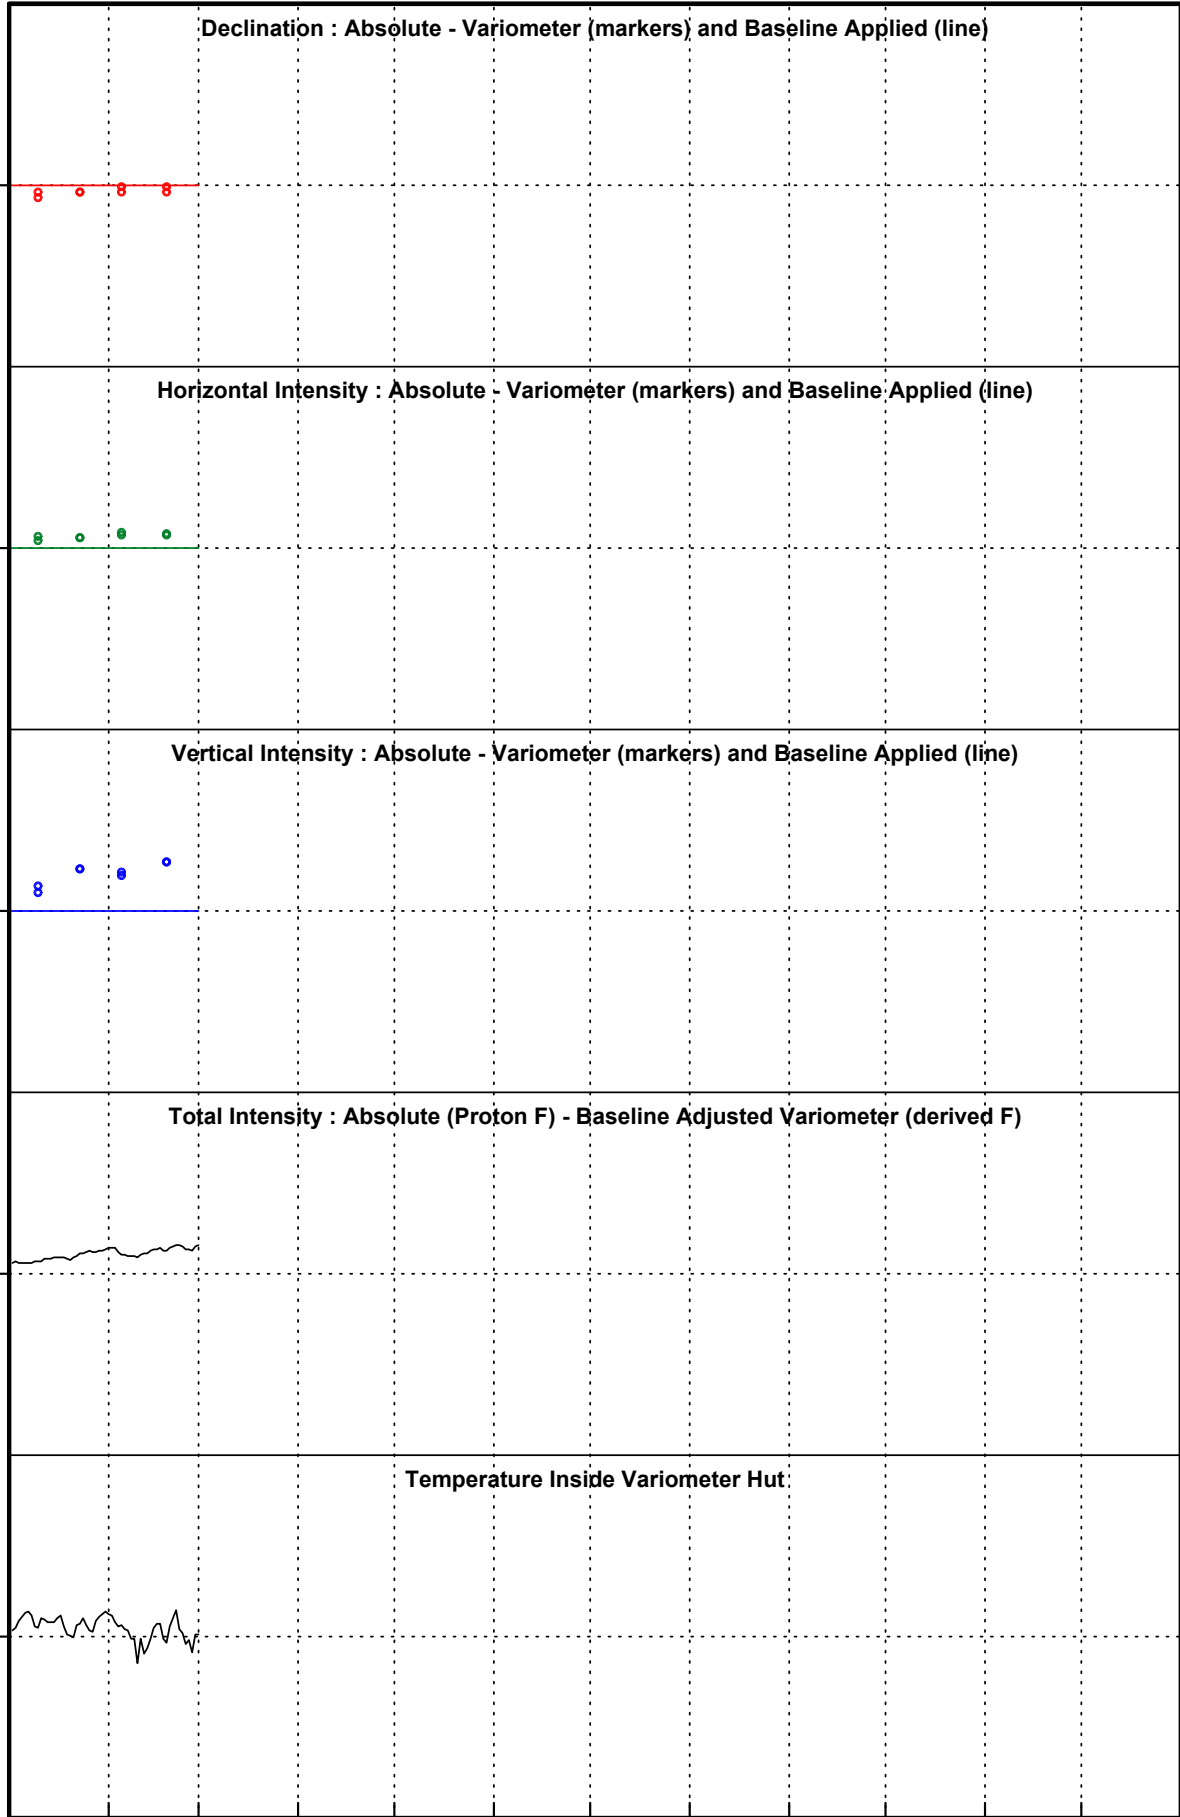 Declination : Absolute - Variometer (markers) and Baseline Applied (line)
Horizontal Intensity : Absolute - Variometer (markers) and Baseline Applied (line)
Vertical Intensity : Absolute - Variometer (markers) and Baseline Applied (line)
Total Intensity : Absolute (Proton F) - Baseline Adjusted Variometer (derived F)
Temperature Inside Variometer Hut